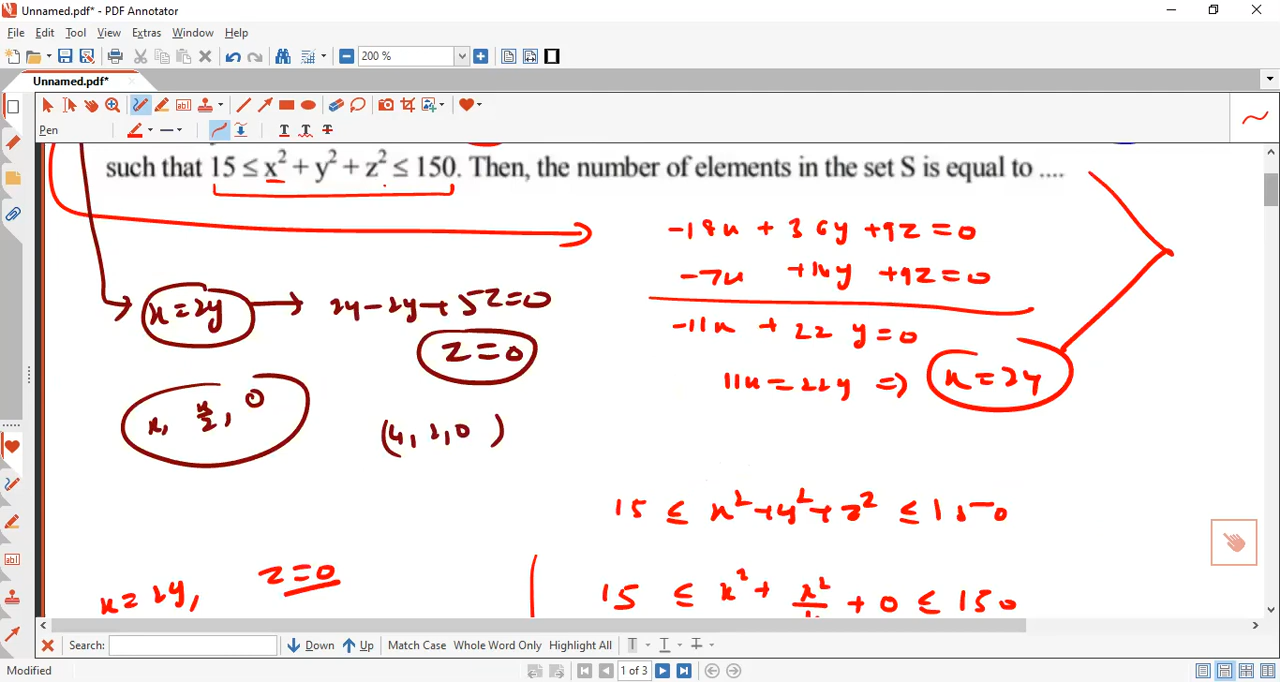 Unnamed.pdf* - PDF Annotator
File Edit Tool View Extras Window Help
200 %
Unnamed.pdf*
Pen
such that 15 ≤ x² + y² + z² ≤ 150. Then, the number of elements in the set S is equal to ....
-18x + 36y + 9z = 0
-7x + 14y + 9z = 0
x = 2y → 2y - 2y + 5z = 0
-11x + 22y = 0
z = 0
11x = 22y ⇒ x = 2y
x, x/2, 0
(4, 2, 0)
15 ≤ x² + y² + z² ≤ 150
x = 2y, z = 0
15 ≤ x² + x²/4 + 0 ≤ 150
Search: Down Up Match Case Whole Word Only Highlight All
Modified
1 of 3